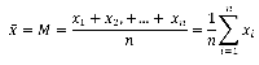 x̄ = M = (x₁ + x₂, + ... + xₙ) / n = (1/n) ∑ᵢ₌₁ⁿ xᵢ